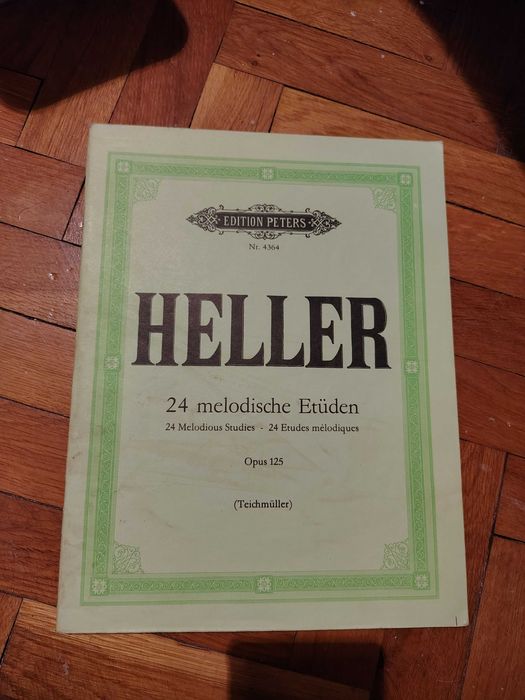 EDITION PETERS
Nr. 4364
HELLER
24 melodische Etüden
24 Melodious Studies - 24 Etudes mélodiques
Opus 125
(Teichmüller)